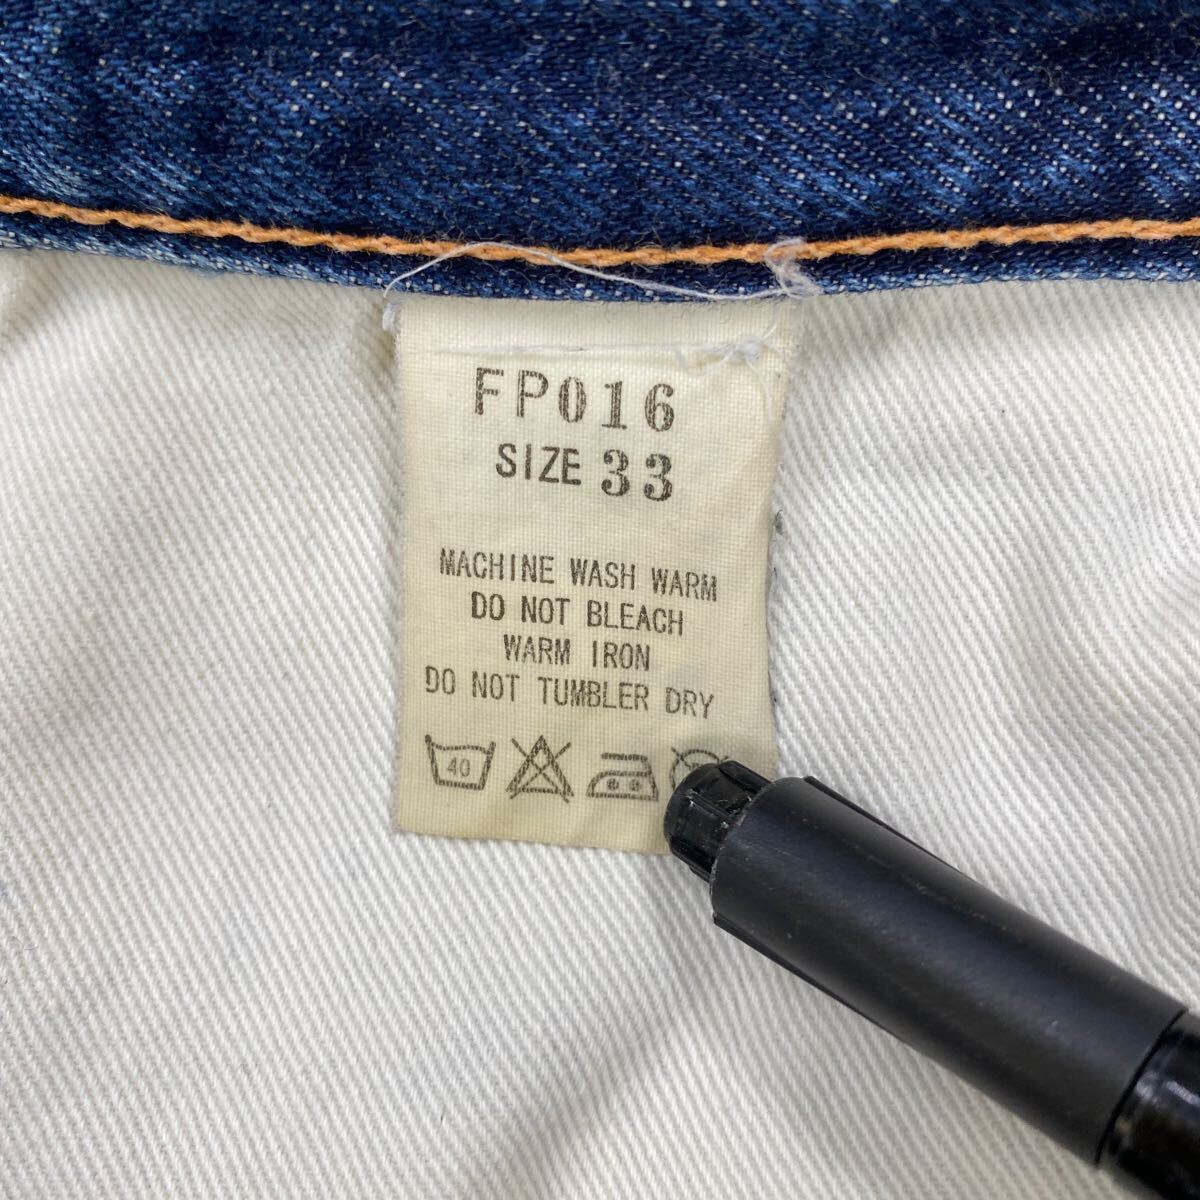 FP016
SIZE 33
MACHINE WASH WARM
DO NOT BLEACH
WARM IRON
DO NOT TUMBLER DRY
40